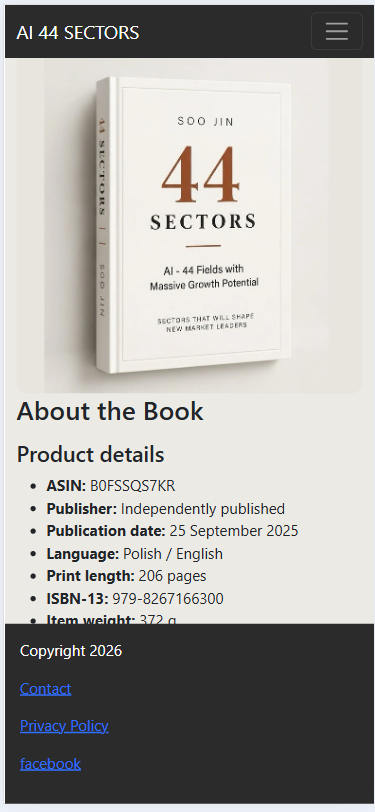 AI 44 SECTORS
SOO JIN
44
SECTORS
AI - 44 Fields with
Massive Growth Potential
SECTORS THAT WILL SHAPE
NEW MARKET LEADERS
44 SECTORS | | SOO JIN
About the Book
Product details
ASIN: B0FSSQS7KR
Publisher: Independently published
Publication date: 25 September 2025
Language: Polish / English
Print length: 206 pages
ISBN-13: 979-8267166300
Item weight: 372 g
Copyright 2026
Contact
Privacy Policy
facebook